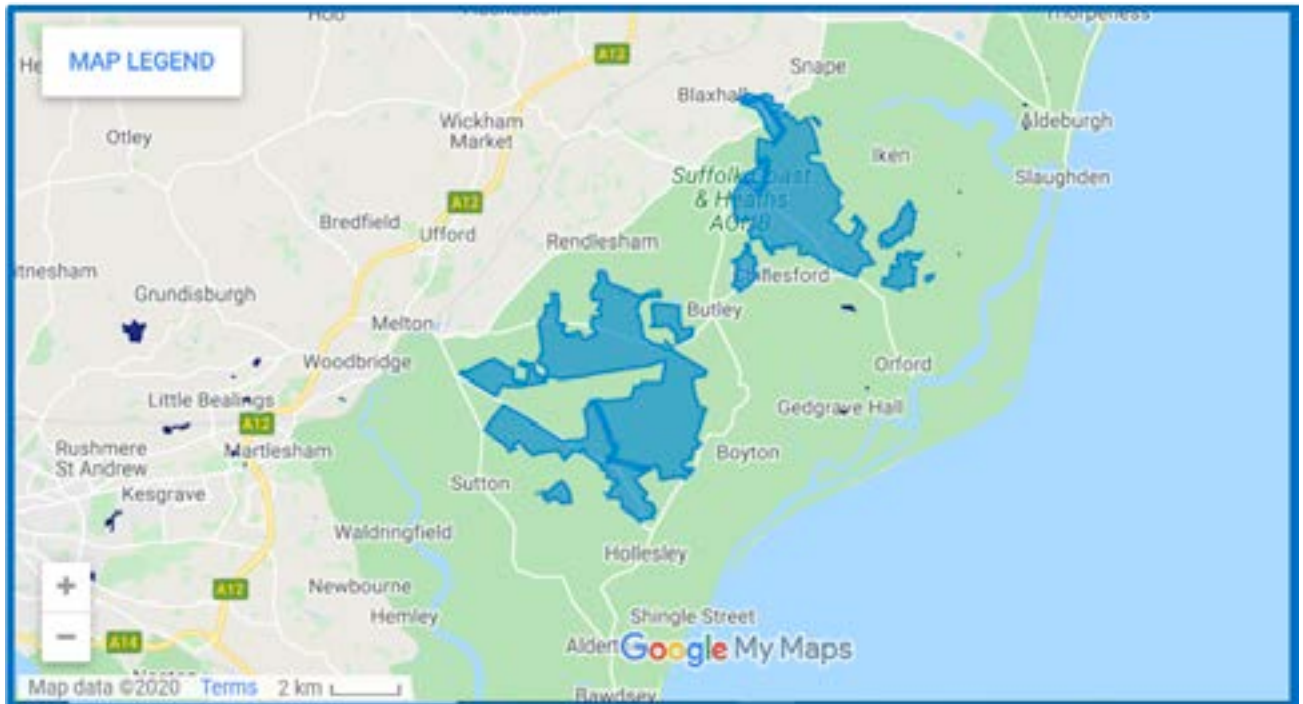 MAP LEGEND
Snape
Blaxhall
Wickham
Market
Otley
Aldeburgh
Iken
Suffolk Coast
& Heaths
AONB
Slaughden
A12
A12
Bredfield
Ufford
Rendlesham
Chillesford
Grundisburgh
Butley
Melton
Woodbridge
Orford
Little Bealings
Gedgrave Hall
A12
Rushmere
St Andrew
Martlesham
Boyton
Kesgrave
Sutton
Waldringfield
Hollesley
+
A12
Newbourne
Hemley
Shingle Street
−
A14
Aldert
Google My Maps
Map data ©2020 Terms 2 km
Bawdsey